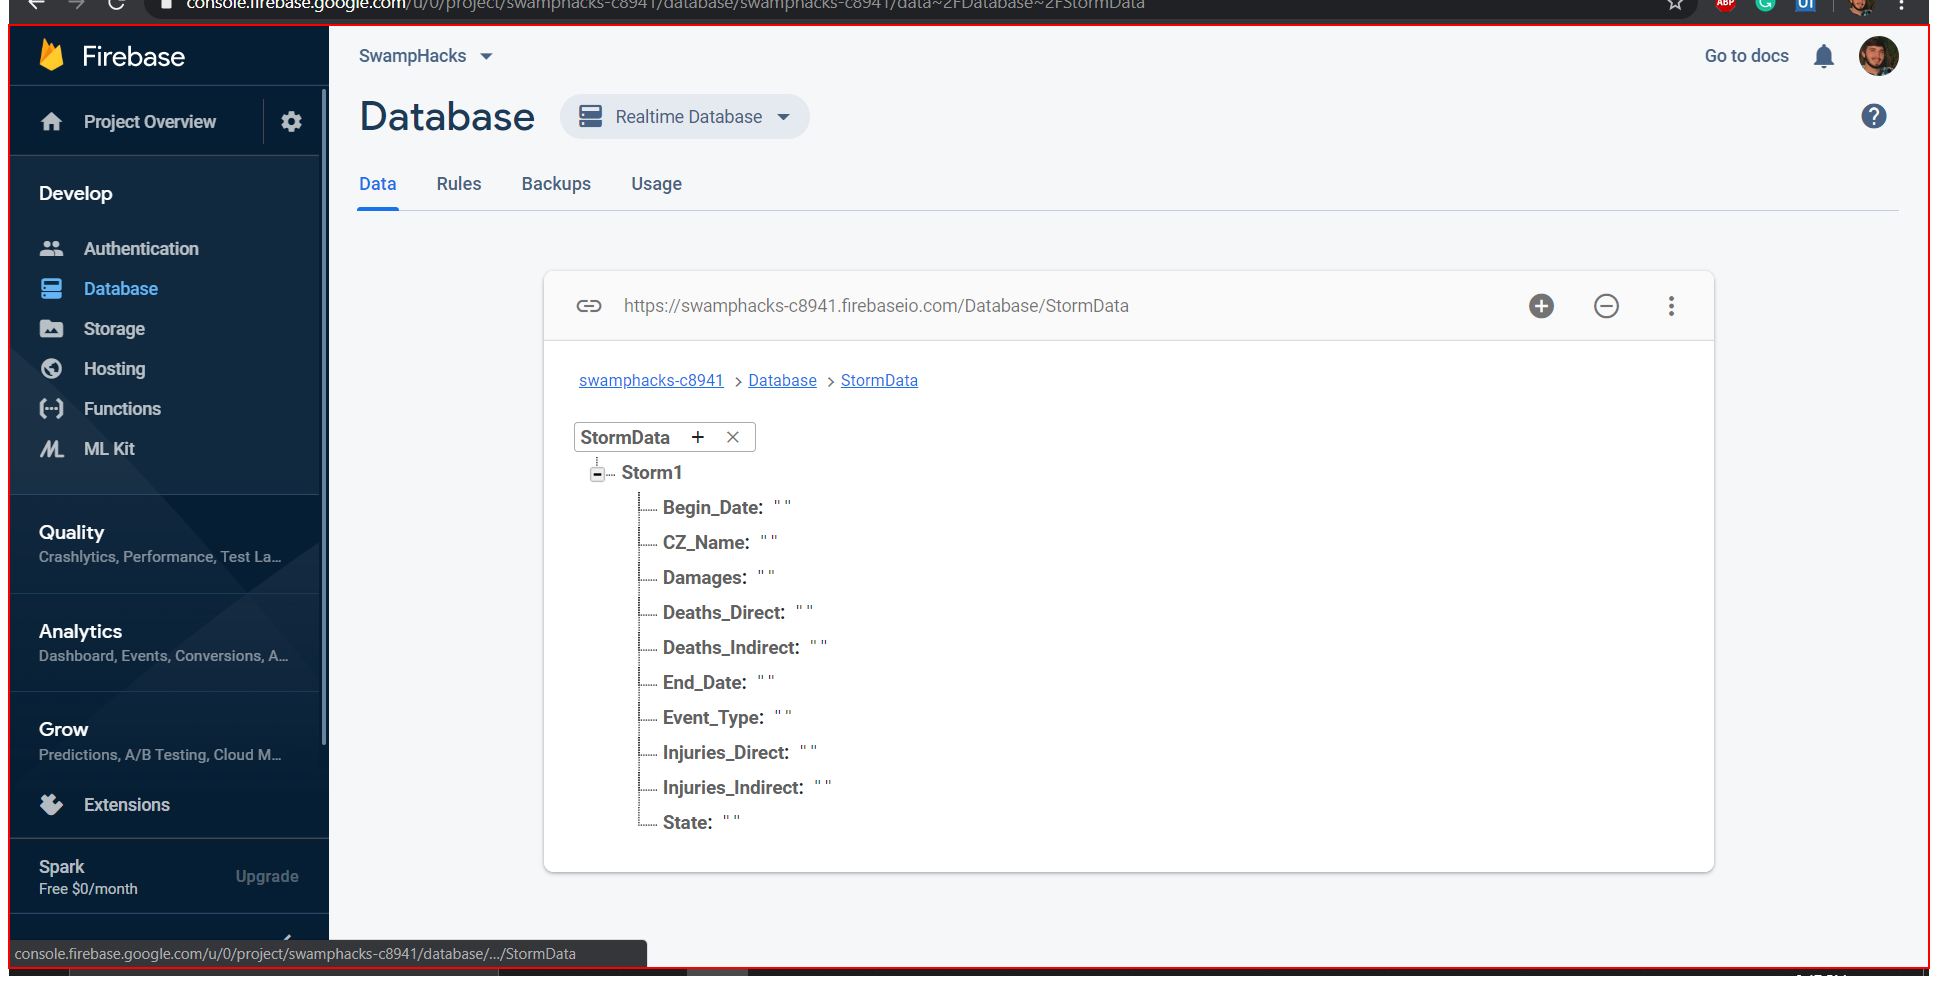 console.firebase.google.com/u/0/project/swamphacks-c8941/database/swamphacks-c8941/data~2FDatabase~2FStormData
ABP
Firebase
SwampHacks
Go to docs
Project Overview
Database
Realtime Database
?
Develop
Data Rules Backups Usage
Authentication
Database
Storage
Hosting
Functions
ML Kit
https://swamphacks-c8941.firebaseio.com/Database/StormData
swamphacks-c8941 > Database > StormData
StormData + ×
Storm1
Begin_Date: " "
CZ_Name: " "
Damages: " "
Deaths_Direct: " "
Deaths_Indirect: " "
End_Date: " "
Event_Type: " "
Injuries_Direct: " "
Injuries_Indirect: " "
State: " "
Quality
Crashlytics, Performance, Test La...
Analytics
Dashboard, Events, Conversions, A...
Grow
Predictions, A/B Testing, Cloud M...
Extensions
Spark
Free $0/month
Upgrade
console.firebase.google.com/u/0/project/swamphacks-c8941/database/.../StormData